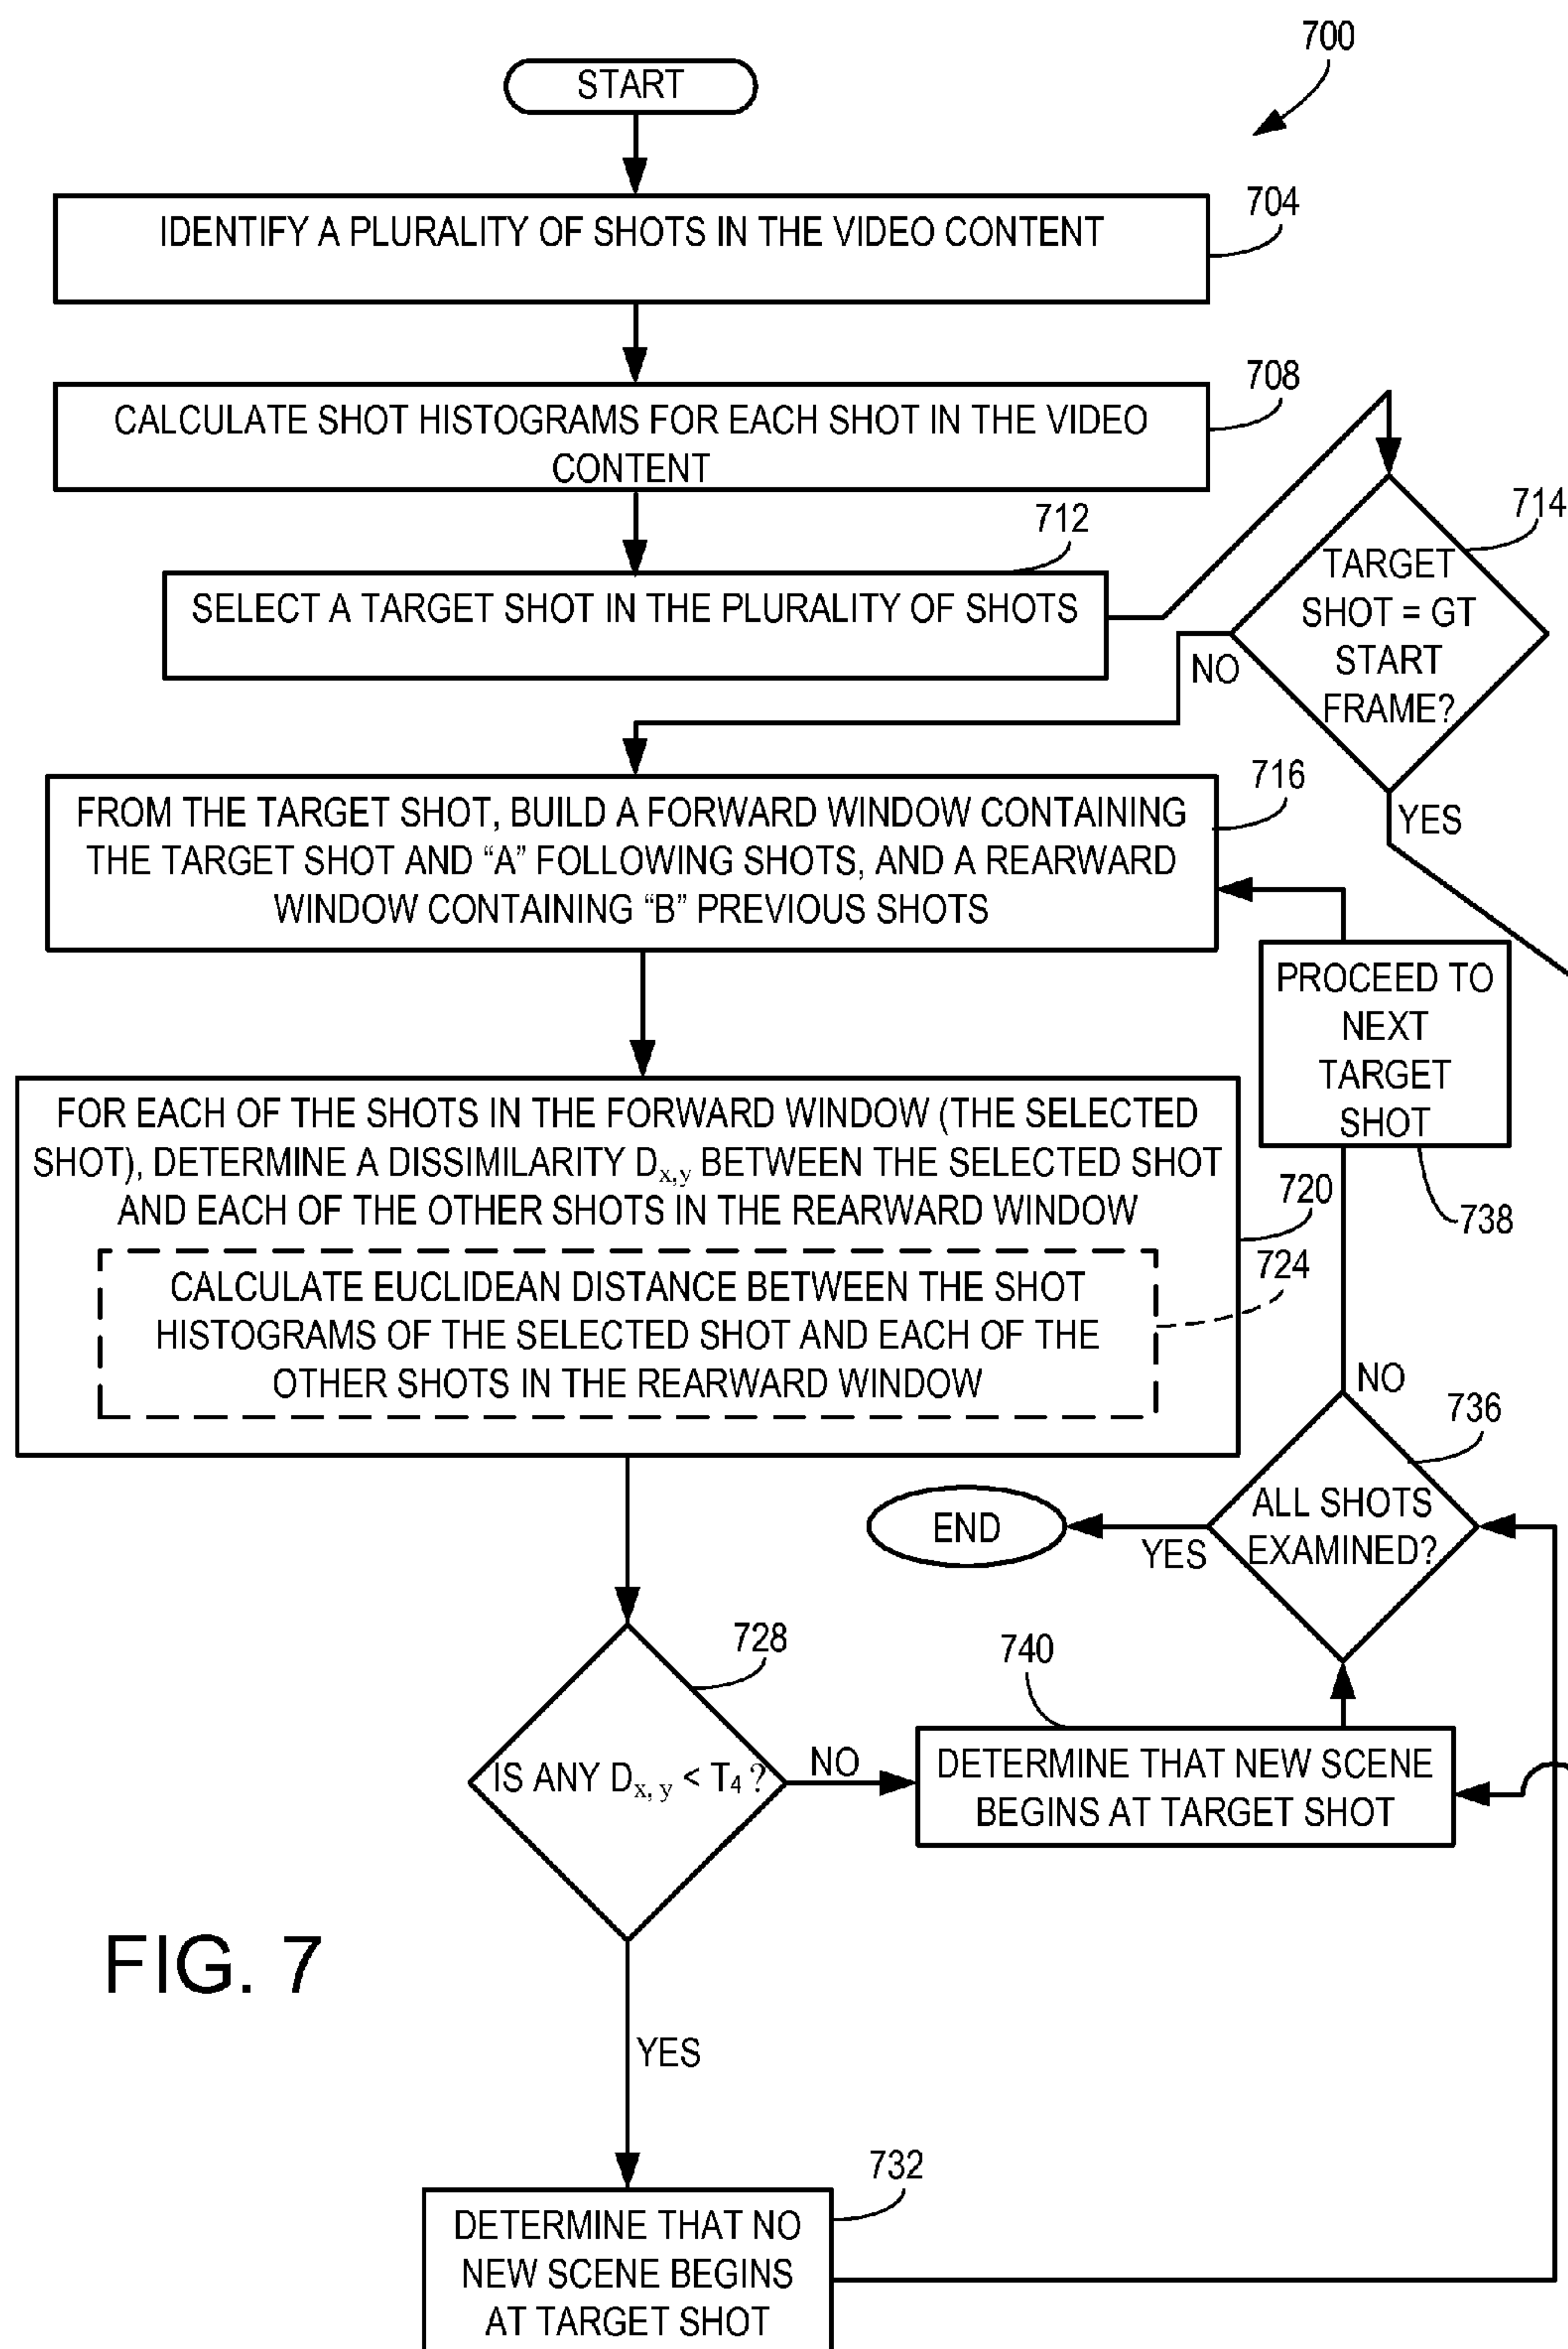 700
START
704
IDENTIFY A PLURALITY OF SHOTS IN THE VIDEO CONTENT
708
CALCULATE SHOT HISTOGRAMS FOR EACH SHOT IN THE VIDEO
CONTENT
712
SELECT A TARGET SHOT IN THE PLURALITY OF SHOTS
714
TARGET
SHOT = GT
START
FRAME?
NO
YES
716
FROM THE TARGET SHOT, BUILD A FORWARD WINDOW CONTAINING
THE TARGET SHOT AND “A” FOLLOWING SHOTS, AND A REARWARD
WINDOW CONTAINING “B” PREVIOUS SHOTS
PROCEED TO
NEXT
TARGET
SHOT
738
FOR EACH OF THE SHOTS IN THE FORWARD WINDOW (THE SELECTED
SHOT), DETERMINE A DISSIMILARITY Dx,y BETWEEN THE SELECTED SHOT
AND EACH OF THE OTHER SHOTS IN THE REARWARD WINDOW
720
724
CALCULATE EUCLIDEAN DISTANCE BETWEEN THE SHOT
HISTOGRAMS OF THE SELECTED SHOT AND EACH OF THE
OTHER SHOTS IN THE REARWARD WINDOW
NO
736
ALL SHOTS
EXAMINED?
YES
END
728
IS ANY Dx, y < T4 ?
NO
740
DETERMINE THAT NEW SCENE
BEGINS AT TARGET SHOT
FIG. 7
YES
732
DETERMINE THAT NO
NEW SCENE BEGINS
AT TARGET SHOT